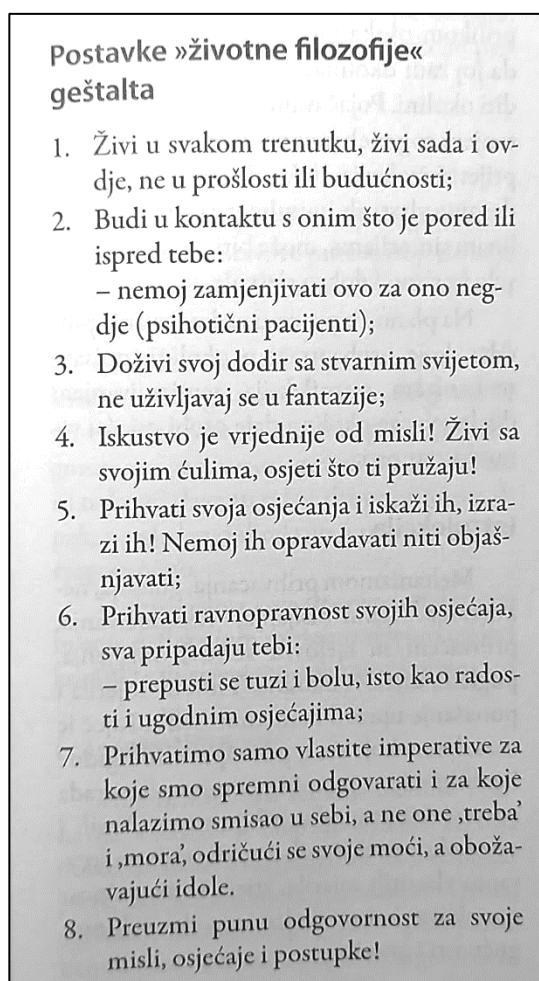 Postavke »životne filozofije«
geštalta
1. Živi u svakom trenutku, živi sada i ov-
dje, ne u prošlosti ili budućnosti;
2. Budi u kontaktu s onim što je pored ili
ispred tebe:
– nemoj zamjenjivati ovo za ono neg-
dje (psihotični pacijenti);
3. Doživi svoj dodir sa stvarnim svijetom,
ne uživljavaj se u fantazije;
4. Iskustvo je vrjednije od misli! Živi sa
svojim ćulima, osjeti što ti pružaju!
5. Prihvati svoja osjećanja i iskaži ih, izra-
zi ih! Nemoj ih opravdavati niti objaš-
njavati;
6. Prihvati ravnopravnost svojih osjećaja,
sva pripadaju tebi:
– prepusti se tuzi i bolu, isto kao rados-
ti i ugodnim osjećajima;
7. Prihvatimo samo vlastite imperative za
koje smo spremni odgovarati i za koje
nalazimo smisao u sebi, a ne one ‚treba’
i ‚mora’, odričući se svoje moći, a oboža-
vajući idole.
8. Preuzmi punu odgovornost za svoje
misli, osjećaje i postupke!